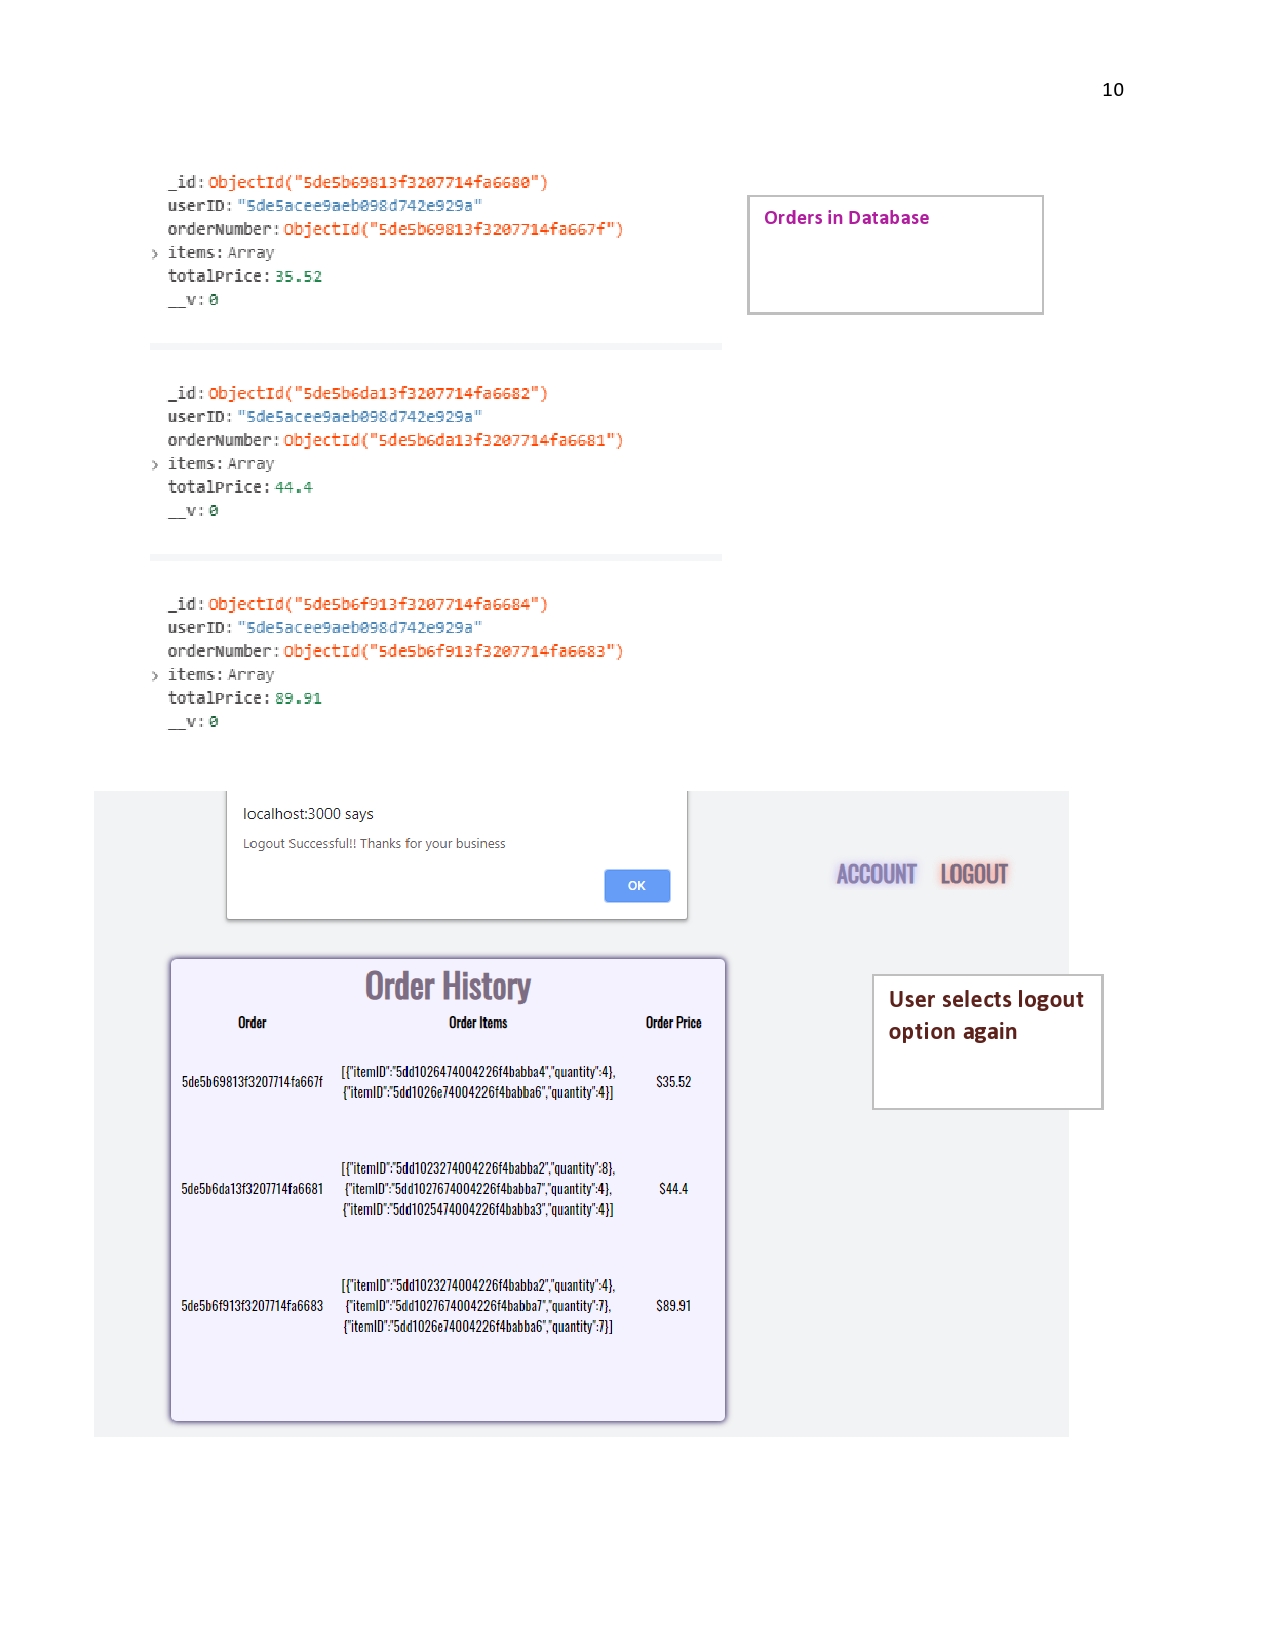 10
_id: ObjectId("5de5b69813f3207714fa6680")
userID: "5de5acee9aeb098d742e929a"
orderNumber: ObjectId("5de5b69813f3207714fa667f")
> items: Array
totalPrice: 35.52
__v: 0
Orders in Database
_id: ObjectId("5de5b6da13f3207714fa6682")
userID: "5de5acee9aeb098d742e929a"
orderNumber: ObjectId("5de5b6da13f3207714fa6681")
> items: Array
totalPrice: 44.4
__v: 0
_id: ObjectId("5de5b6f913f3207714fa6684")
userID: "5de5acee9aeb098d742e929a"
orderNumber: ObjectId("5de5b6f913f3207714fa6683")
> items: Array
totalPrice: 89.91
__v: 0
localhost:3000 says
Logout Successful!! Thanks for your business
OK
ACCOUNT LOGOUT
Order History
Order Order Items Order Price
[{"itemID":"5dd1026474004226f4babba4","quantity":4},
5de5b69813f3207714fa667f $35.52
{"itemID":"5dd1026e74004226f4babba6","quantity":4}]
[{"itemID":"5dd1023274004226f4babba2","quantity":8},
5de5b6da13f3207714fa6681 {"itemID":"5dd1027674004226f4babba7","quantity":4}, $44.4
{"itemID":"5dd1025474004226f4babba3","quantity":4}]
[{"itemID":"5dd1023274004226f4babba2","quantity":4},
5de5b6f913f3207714fa6683 {"itemID":"5dd1027674004226f4babba7","quantity":7}, $89.91
{"itemID":"5dd1026e74004226f4babba6","quantity":7}]
User selects logout
option again